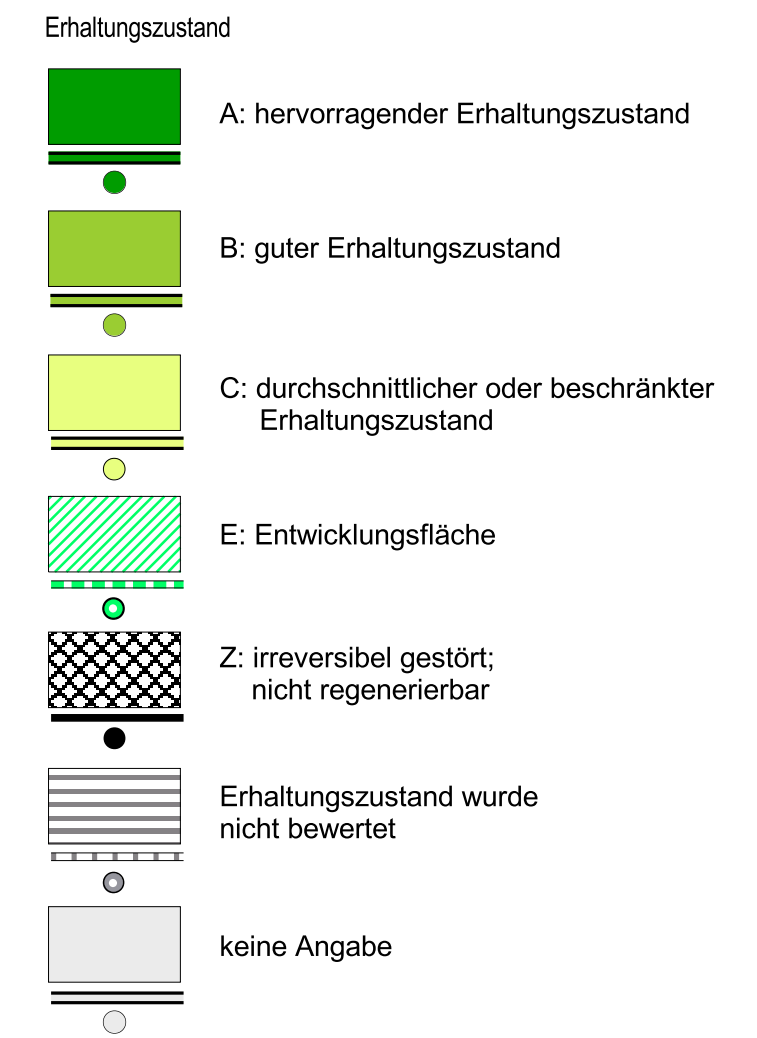 Erhaltungszustand
A: hervorragender Erhaltungszustand
B: guter Erhaltungszustand
C: durchschnittlicher oder beschränkter
Erhaltungszustand
E: Entwicklungsfläche
Z: irreversibel gestört;
nicht regenerierbar
Erhaltungszustand wurde
nicht bewertet
keine Angabe